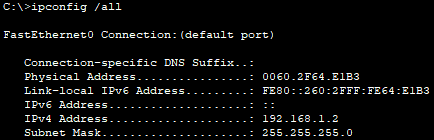 C:\>ipconfig /all
FastEthernet0 Connection:(default port)
Connection-specific DNS Suffix..:
Physical Address................: 0060.2F64.E1B3
Link-local IPv6 Address.........: FE80::260:2FFF:FE64:E1B3
IPv6 Address....................: ::
IPv4 Address....................: 192.168.1.2
Subnet Mask.....................: 255.255.255.0